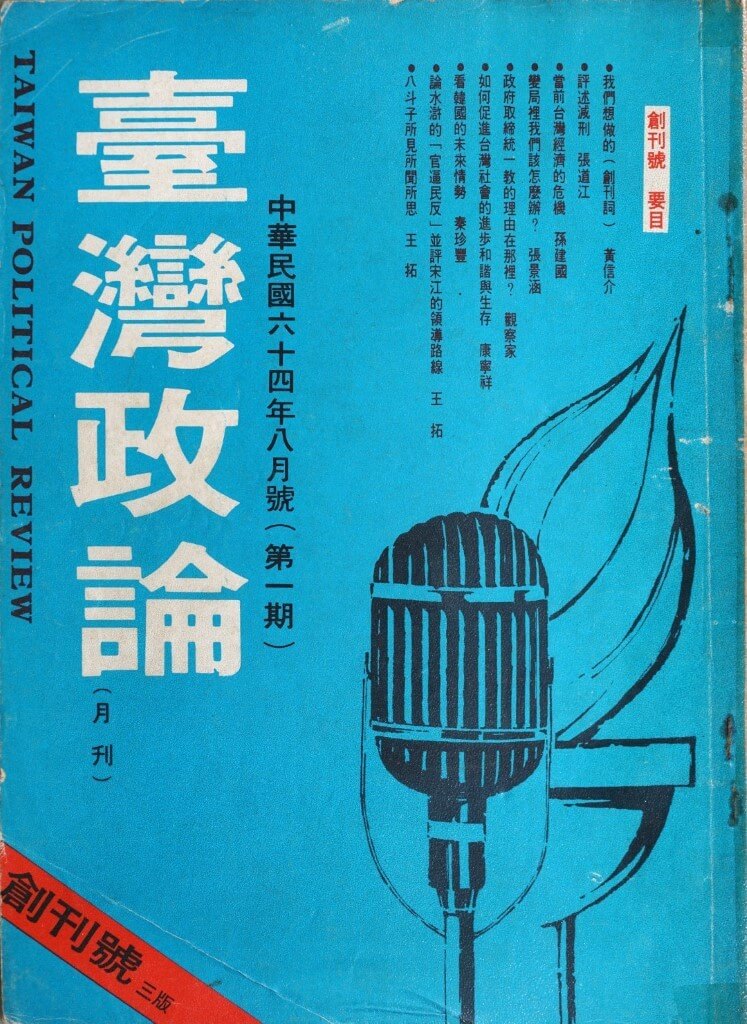 創刊號 要目
●我們想做的(創刊詞) 黃信介
●評述減刑 張道江
●當前台灣經濟的危機 孫建國
●變局裡我們該怎麼辦? 張景涵
●政府取締統一教的理由在那裡? 觀察家
●如何促進台灣社會的進步和諧與生存 康寧祥
●看韓國的未來情勢 秦珍豐
●論水滸的「官逼民反」並評宋江的領導路線 王拓
●八斗子所見所聞所思 王拓
中華民國六十四年八月號(第一期)
臺灣政論
(月刊)
TAIWAN POLITICAL REVIEW
創刊號 三版